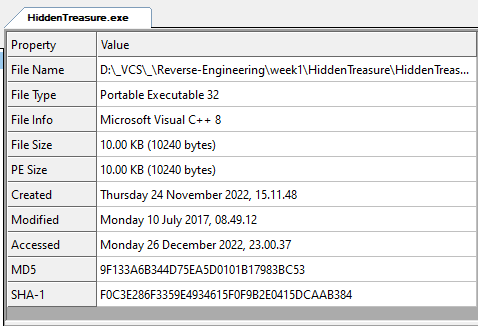 HiddenTreasure.exe
Property Value
File Name D:\_VCS\_\Reverse-Engineering\week1\HiddenTreasure\HiddenTreas...
File Type Portable Executable 32
File Info Microsoft Visual C++ 8
File Size 10.00 KB (10240 bytes)
PE Size 10.00 KB (10240 bytes)
Created Thursday 24 November 2022, 15.11.48
Modified Monday 10 July 2017, 08.49.12
Accessed Monday 26 December 2022, 23.00.37
MD5 9F133A6B344D75EA5D0101B17983BC53
SHA-1 F0C3E286F3359E4934615F0F9B2E0415DCAAB384